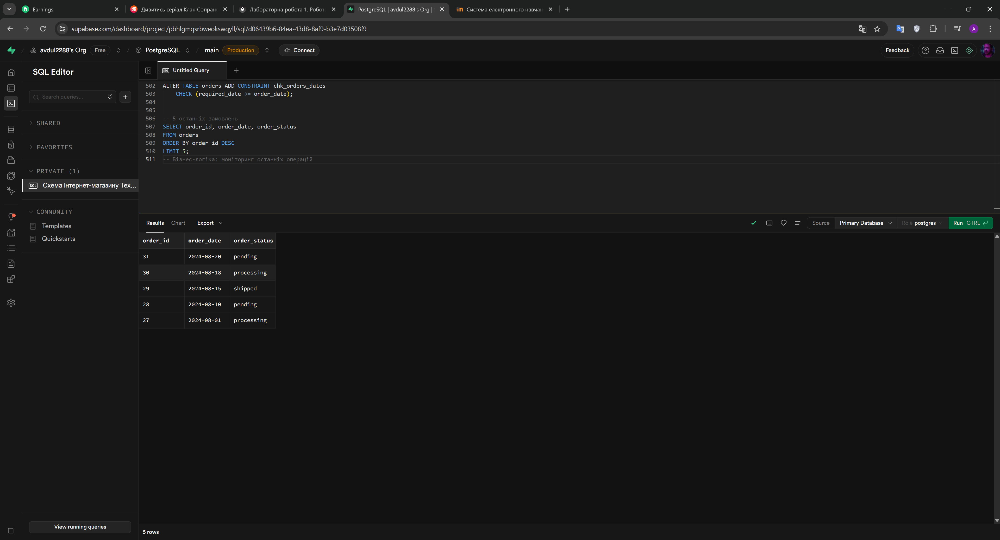 Earnings
Дивитись серіал Клан Сопран
Лабораторна робота 1. Робота
PostgreSQL | avdul2288's Org |
Система електронного навчан
supabase.com/dashboard/project/pbhlgmqsrbweokswqyll/sql/d06439b6-84ea-43d8-8af9-b3e7d03508f9
A
avdul2288's Org Free PostgreSQL main Production Connect
Feedback
SQL Editor
Search queries...
SHARED
FAVORITES
PRIVATE (1)
SQL Схема інтернет-магазину Tex...
COMMUNITY
Templates
Quickstarts
View running queries
SQL Untitled Query
502 ALTER TABLE orders ADD CONSTRAINT chk_orders_dates
503 CHECK (required_date >= order_date);
504
505
506 -- 5 останніх замовлень
507 SELECT order_id, order_date, order_status
508 FROM orders
509 ORDER BY order_id DESC
510 LIMIT 5;
511 -- Бізнес-логіка: моніторинг останніх операцій
Results Chart Export
Source Primary Database Role postgres Run CTRL
order_id order_date order_status
31 2024-08-20 pending
30 2024-08-18 processing
29 2024-08-15 shipped
28 2024-08-10 pending
27 2024-08-01 processing
5 rows